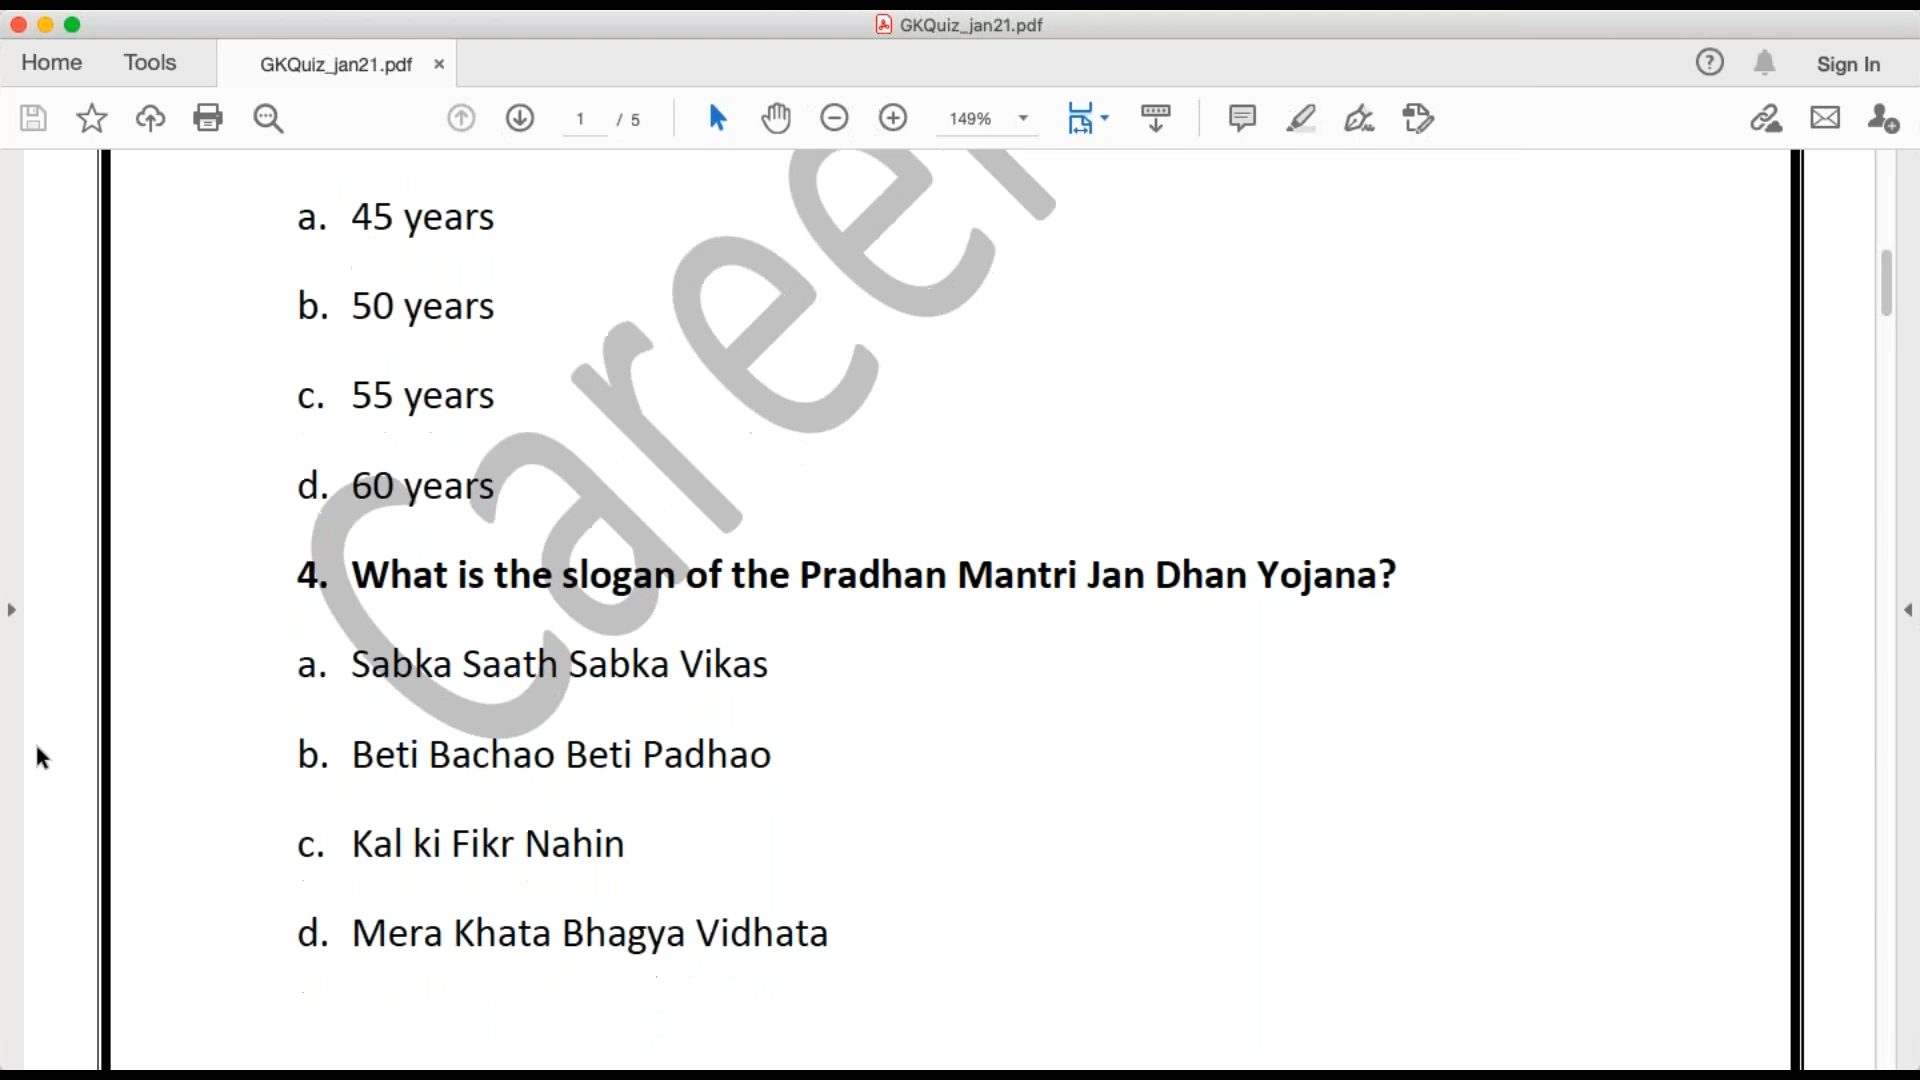 GKQuiz_jan21.pdf
Home Tools GKQuiz_jan21.pdf × Sign In
1 / 5 149%
a. 45 years
b. 50 years
c. 55 years
d. 60 years
4. What is the slogan of the Pradhan Mantri Jan Dhan Yojana?
a. Sabka Saath Sabka Vikas
b. Beti Bachao Beti Padhao
c. Kal ki Fikr Nahin
d. Mera Khata Bhagya Vidhata
Career